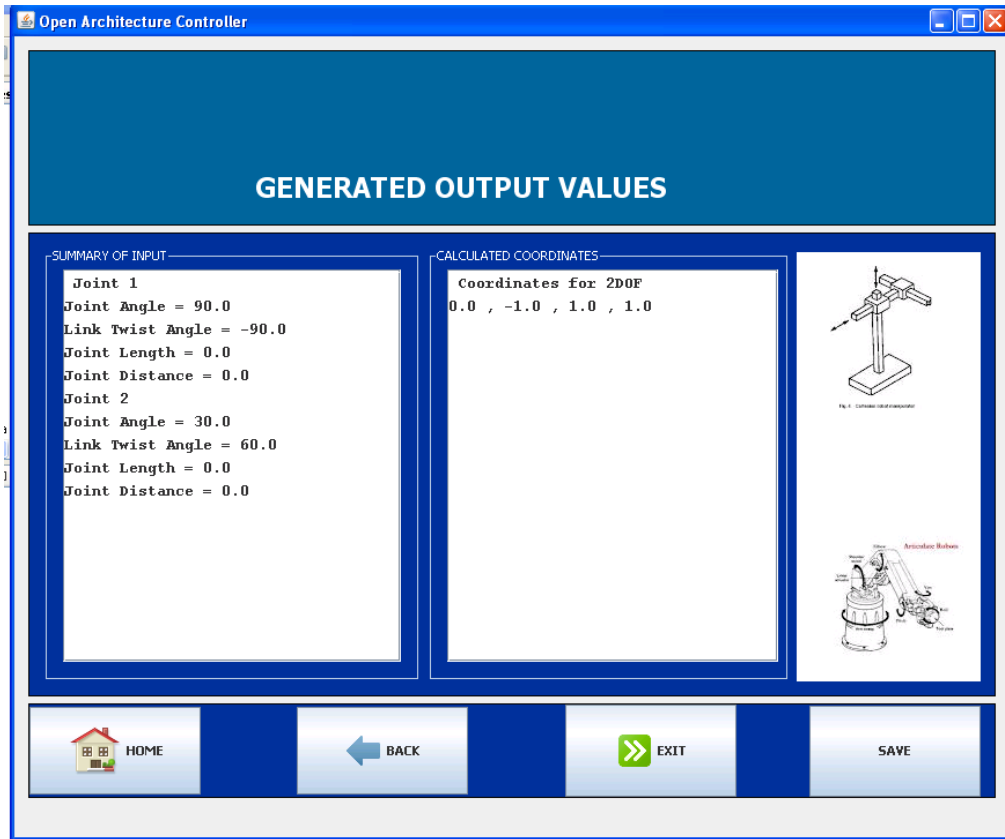 Open Architecture Controller
GENERATED OUTPUT VALUES
SUMMARY OF INPUT
Joint 1
Joint Angle = 90.0
Link Twist Angle = -90.0
Joint Length = 0.0
Joint Distance = 0.0
Joint 2
Joint Angle = 30.0
Link Twist Angle = 60.0
Joint Length = 0.0
Joint Distance = 0.0
CALCULATED COORDINATES
Coordinates for 2DOF
0.0 , -1.0 , 1.0 , 1.0
Articulate Robots
HOME
BACK
EXIT
SAVE